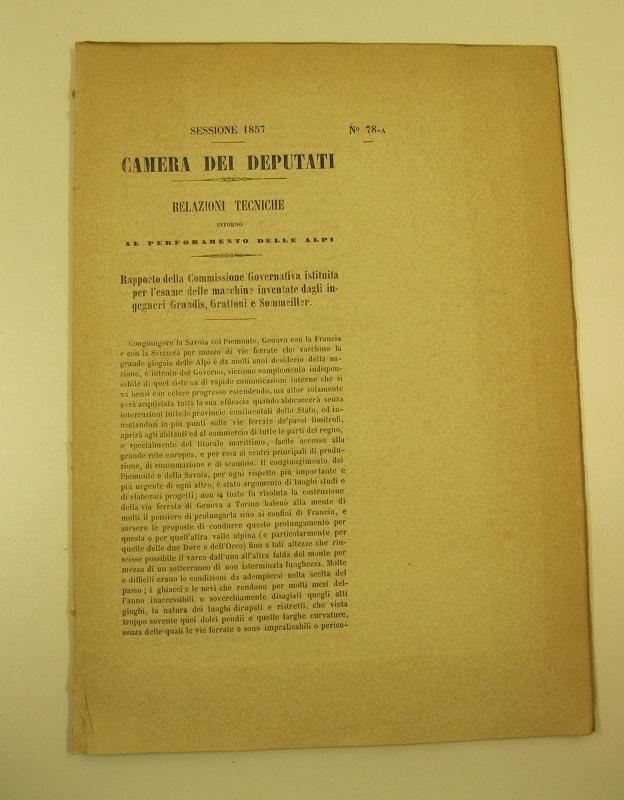 SESSIONE 1857
Nº 78-A
CAMERA DEI DEPUTATI
RELAZIONI TECNICHE
INTORNO
AL PERFORAMENTO DELLE ALPI
Rapporto della Commissione Governativa istituita
per l'esame delle macchine inventate dagli in-
gegneri Grandis, Grattoni e Sommeiller.
Congiungere la Savoia col Piemonte, Genova con la Francia
e con la Svizzera per mezzo di vie ferrate che varchino la
grande giogaia delle Alpi è da molti anni desiderio della na-
zione, è intento del Governo, siccome complemento indispen-
sabile di quel sistema di rapide comunicazioni interne che si
va bensì con celere progresso estendendo, ma allor solamente
avrà acquistata tutta la sua efficacia quando abbraccerà senza
interruzioni tutte le provincie continentali dello Stato, ed in-
nestandosi in più punti sulle vie ferrate de'paesi limitrofi,
aprirà agli abitanti ed al commercio di tutte le parti del regno,
e specialmente del litorale marittimo, facile accesso alla
grande rete europea, e per essa ai centri principali di produ-
zione, di consumazione e di scambio. Il congiungimento del
Piemonte e della Savoia, per ogni rispetto più importante e
più urgente di ogni altro, è stato argomento di lunghi studi e
di elaborati progetti; non sì tosto fu risoluta la costruzione
della via ferrata di Genova a Torino balenò alla mente di
molti il pensiero di prolungarla sino ai confini di Francia, e
sorsero le proposte di condurre questo prolungamento per
questa o per quell'altra valle alpina (e particolarmente per
quelle delle due Dore e dell'Orco) fino a tali altezze che riu-
scisse possibile il varco dall'una all'altra falda del monte per
mezzo di un sotterraneo di non isterminata lunghezza. Molte
e difficili erano le condizioni da adempiersi nella scelta del
passo; i ghiacci e le nevi che rendono per molti mesi del-
l'anno inaccessibili o soverchiamente disagiati quegli alti
gioghi, la natura dei luoghi dirupati e ristretti, che vieta
troppo sovente quei dolci pendii e quelle larghe curvature,
senza delle quali le vie ferrate o sono impraticabili o perico-